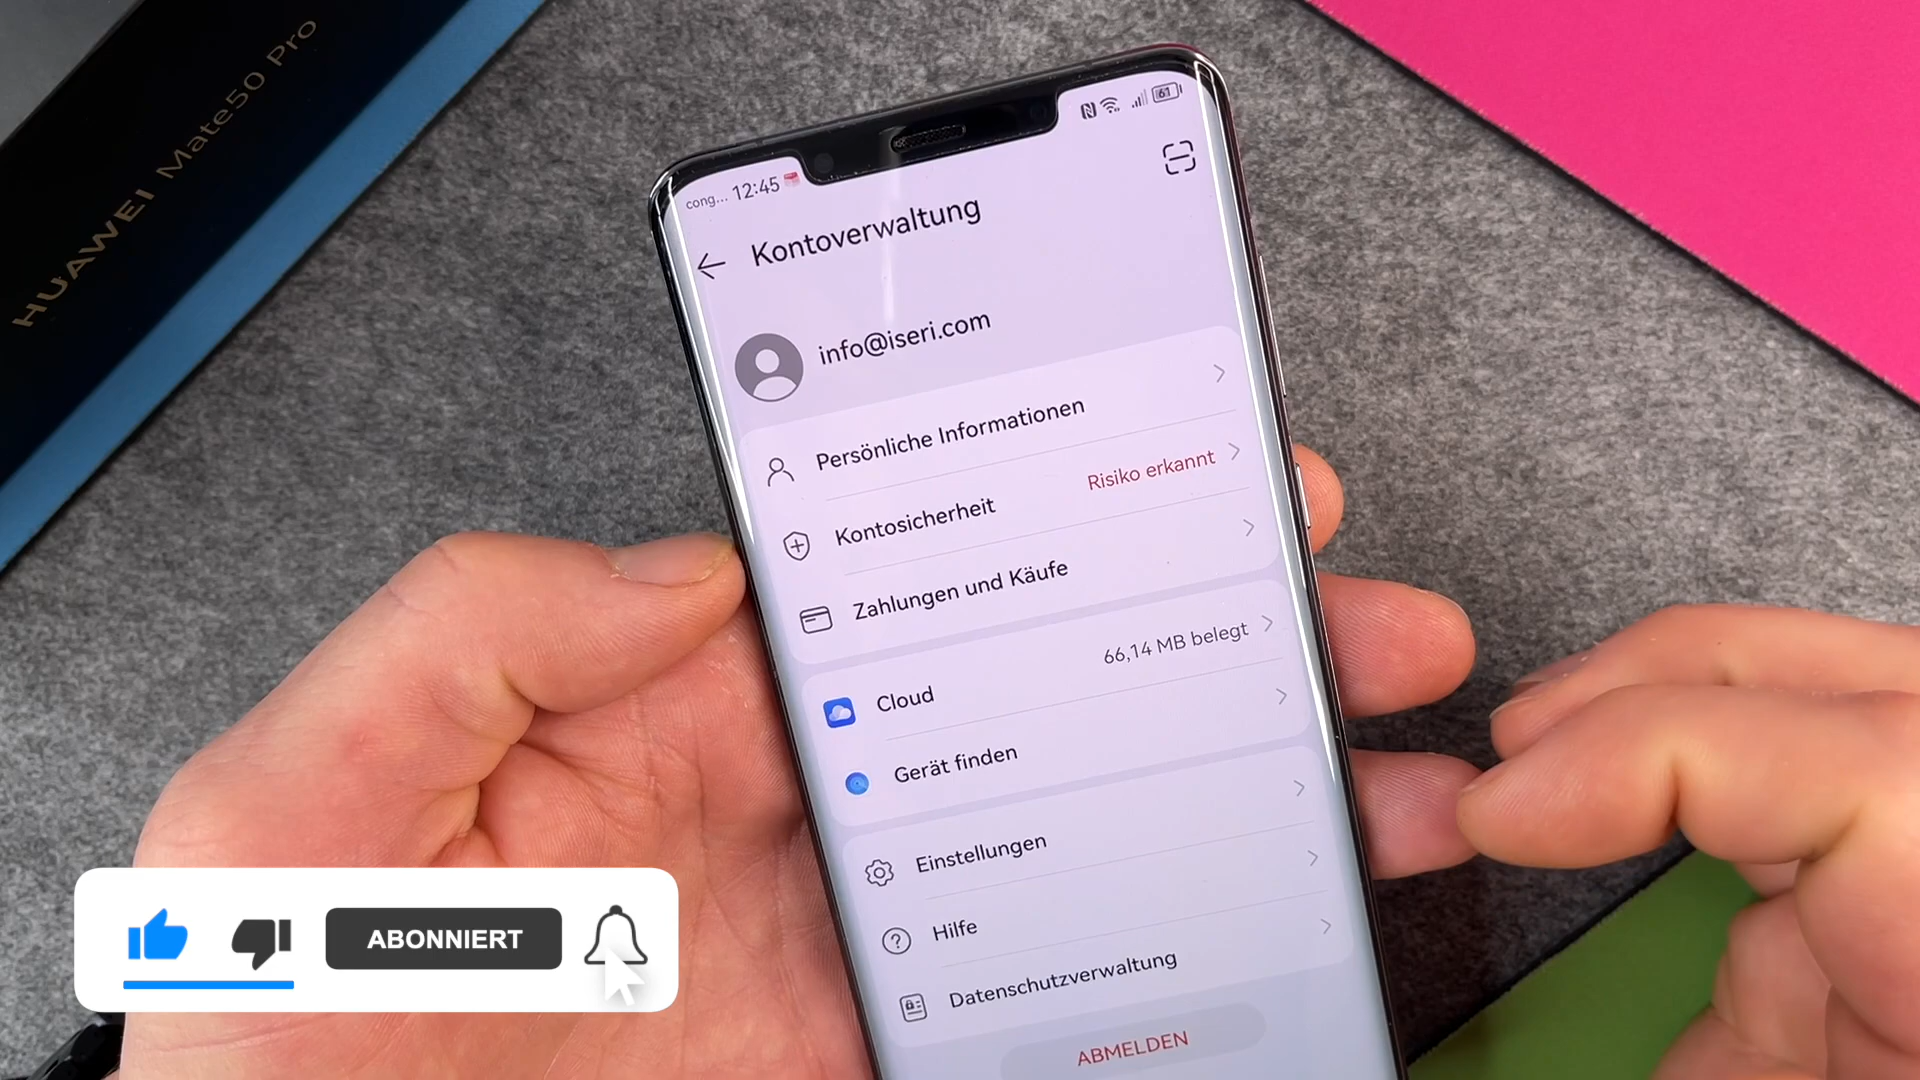 HUAWEI Mate50 Pro
cong... 12:45
61
Kontoverwaltung
info@iseri.com
Persönliche Informationen
Kontosicherheit Risiko erkannt
Zahlungen und Käufe
Cloud 66,14 MB belegt
Gerät finden
Einstellungen
Hilfe
Datenschutzverwaltung
ABMELDEN
ABONNIERT